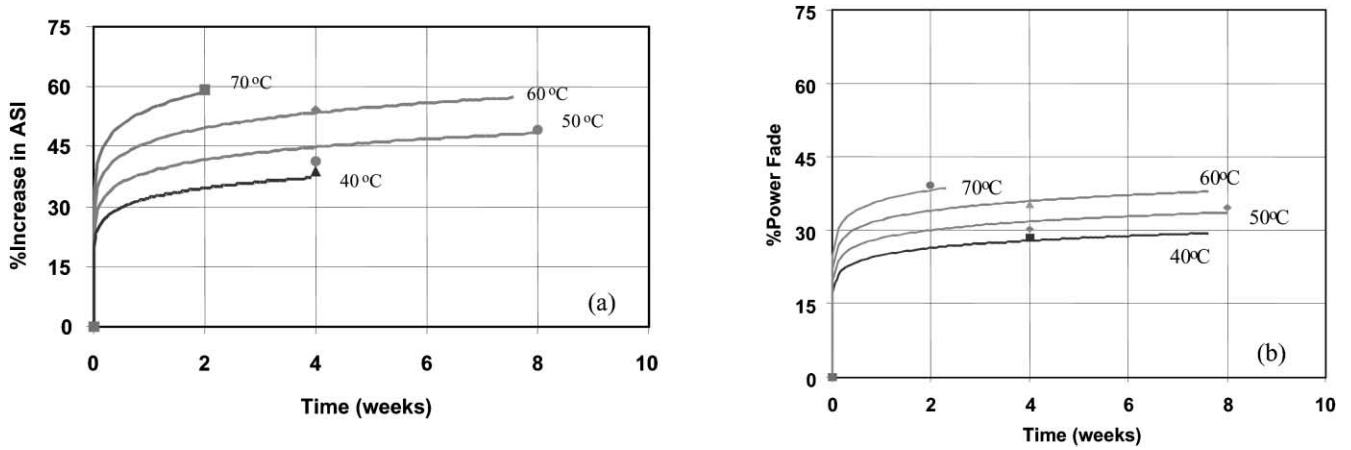 75
60
45
30
15
0
%Increase in ASI
70 °C
60 °C
50 °C
40 °C
(a)
0 2 4 6 8 10
Time (weeks)
75
60
45
30
15
0
%Power Fade
70°C
60°C
50°C
40°C
(b)
0 2 4 6 8 10
Time (weeks)